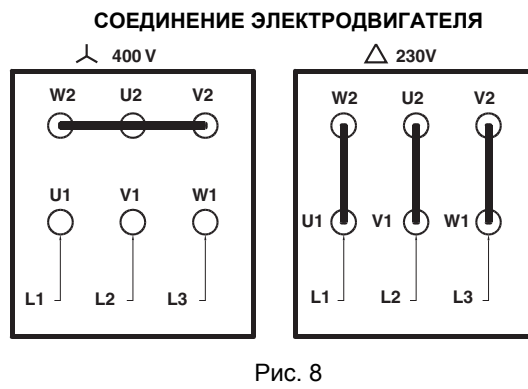 СОЕДИНЕНИЕ ЭЛЕКТРОДВИГАТЕЛЯ
400 V
W2 U2 V2
U1 V1 W1
L1 L2 L3
230V
W2 U2 V2
U1 V1 W1
L1 L2 L3
Рис. 8